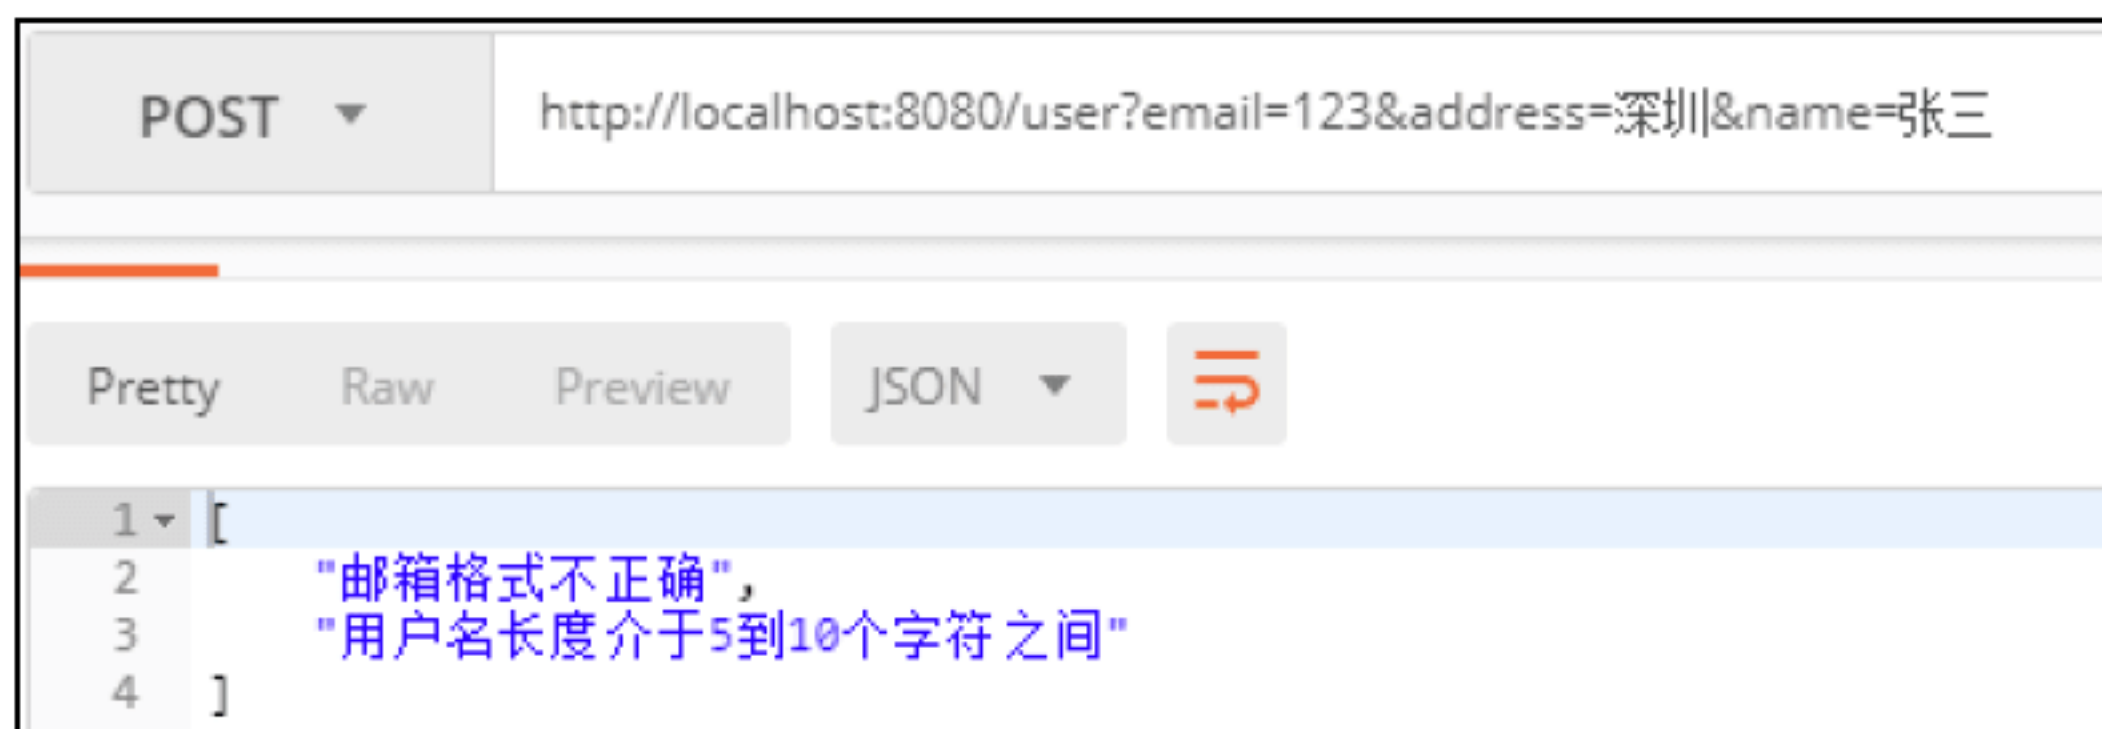 POST http://localhost:8080/user?email=123&address=深圳&name=张三
Pretty Raw Preview JSON
1 [
2 "邮箱格式不正确",
3 "用户名长度介于5到10个字符之间"
4 ]